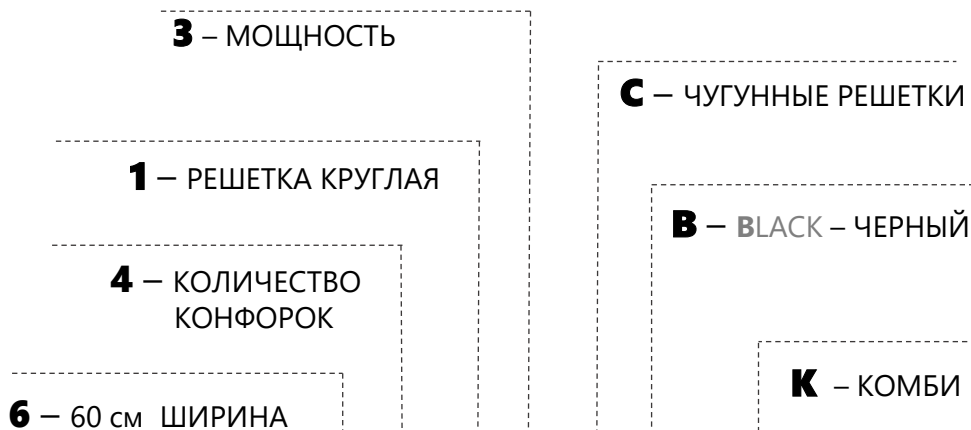 3 – МОЩНОСТЬ
C – ЧУГУННЫЕ РЕШЕТКИ
1 – РЕШЕТКА КРУГЛАЯ
B – BLACK – ЧЕРНЫЙ
4 – КОЛИЧЕСТВО
КОНФОРОК
K – КОМБИ
6 – 60 см ШИРИНА